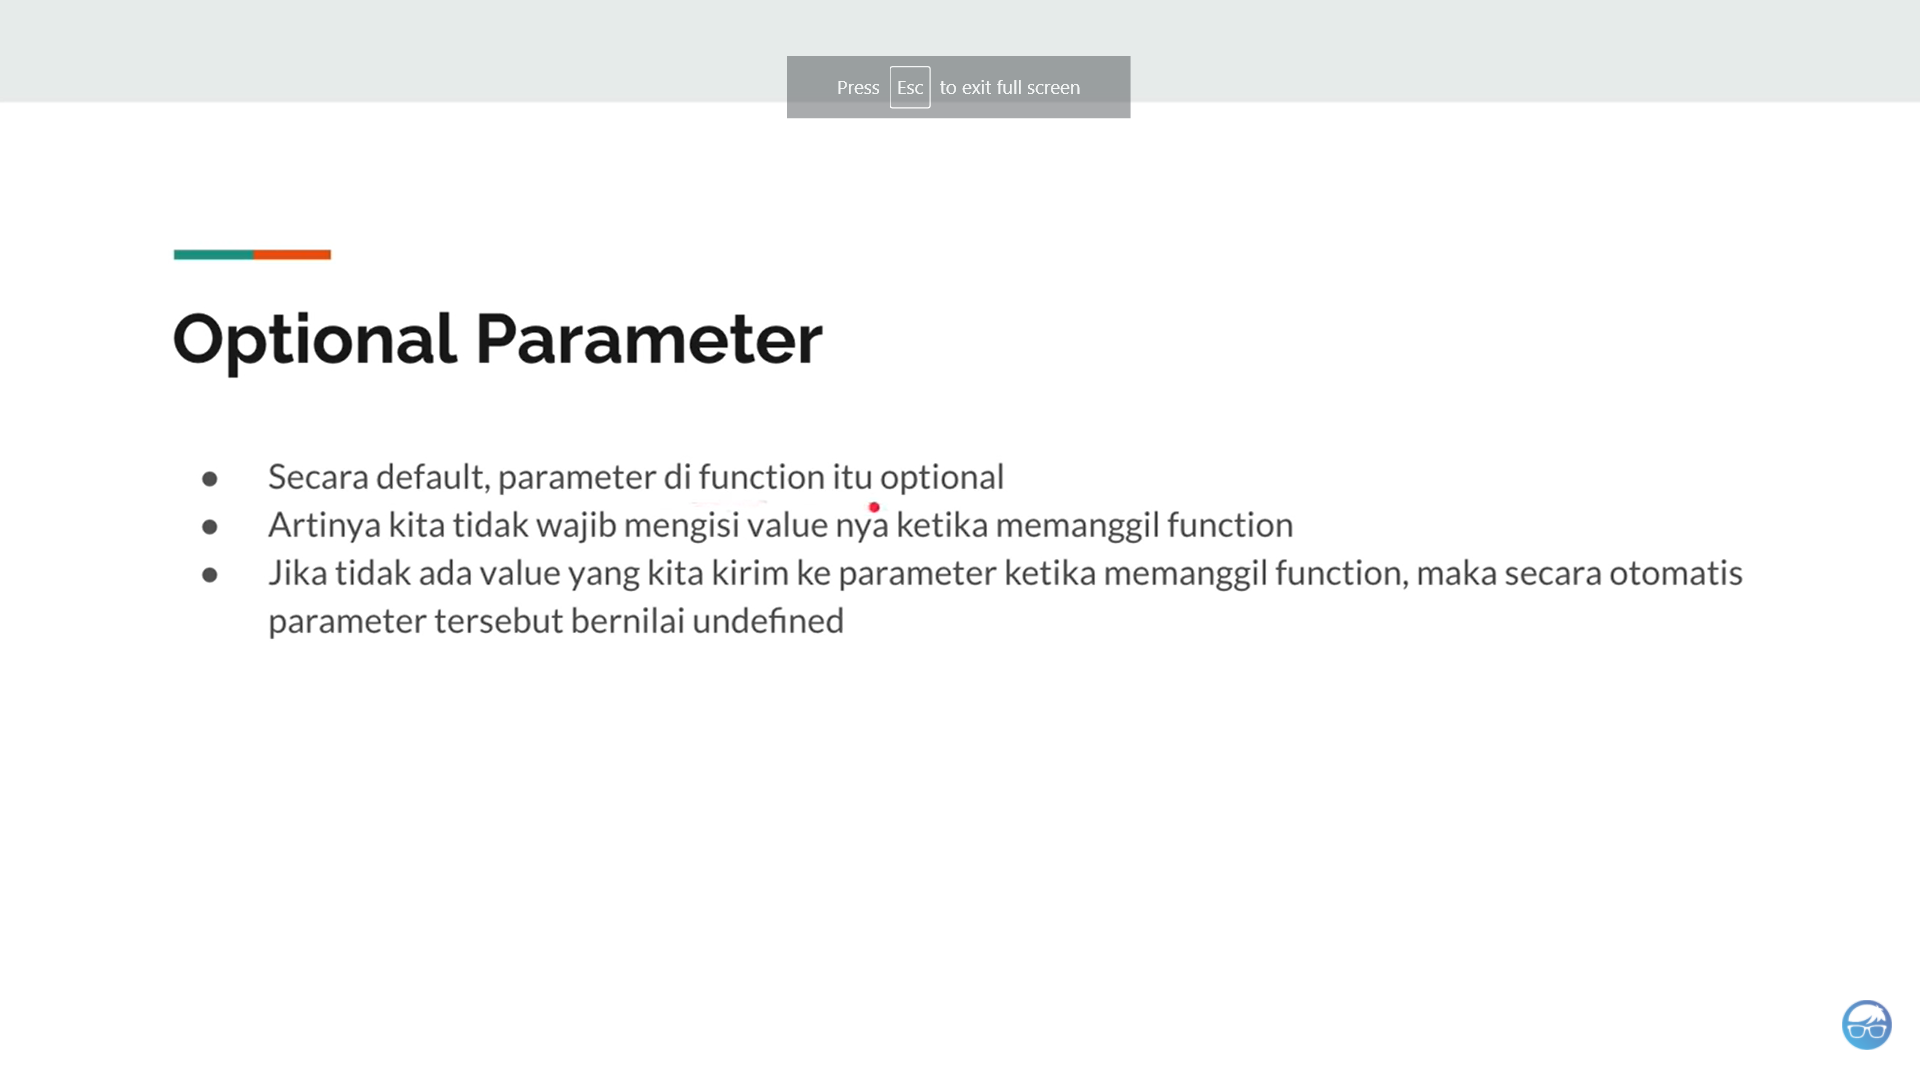 Press Esc to exit full screen
Optional Parameter
● Secara default, parameter di function itu optional
● Artinya kita tidak wajib mengisi value nya ketika memanggil function
● Jika tidak ada value yang kita kirim ke parameter ketika memanggil function, maka secara otomatis
parameter tersebut bernilai undefined